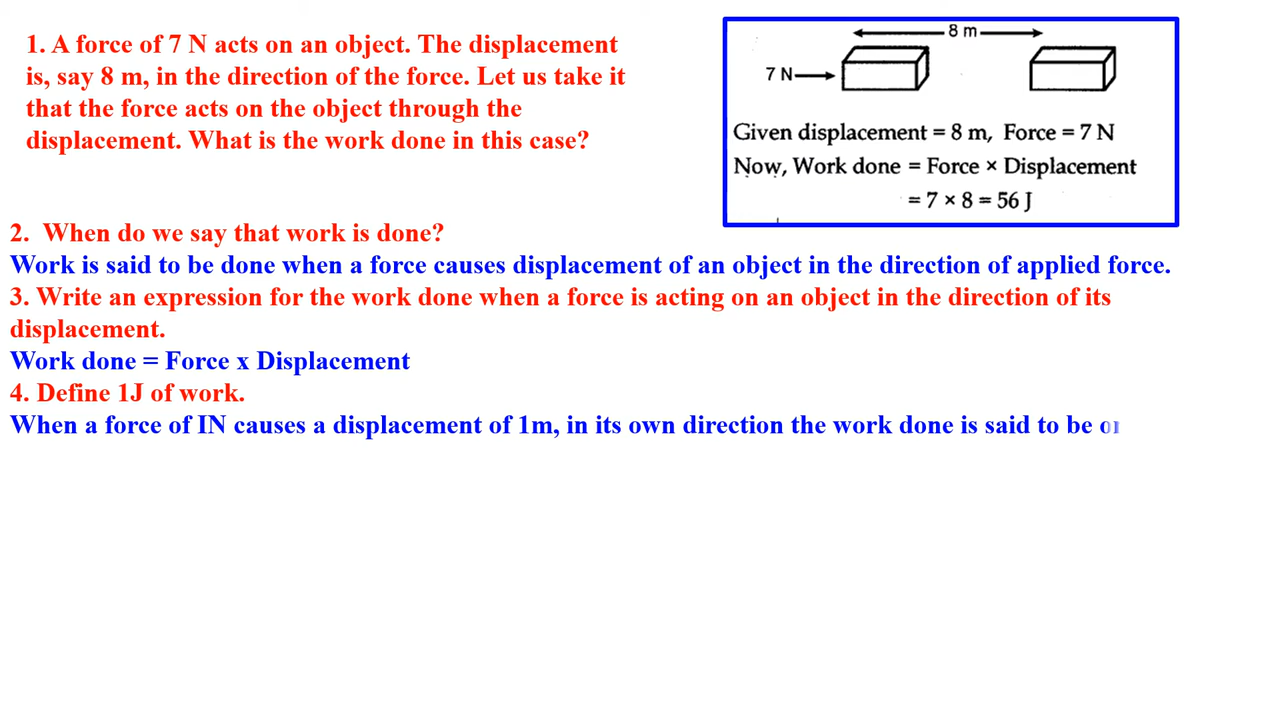 1. A force of 7 N acts on an object. The displacement
is, say 8 m, in the direction of the force. Let us take it
that the force acts on the object through the
displacement. What is the work done in this case?
8 m
7 N
Given displacement = 8 m, Force = 7 N
Now, Work done = Force × Displacement
= 7 × 8 = 56 J
2. When do we say that work is done?
Work is said to be done when a force causes displacement of an object in the direction of applied force.
3. Write an expression for the work done when a force is acting on an object in the direction of its
displacement.
Work done = Force x Displacement
4. Define 1J of work.
When a force of IN causes a displacement of 1m, in its own direction the work done is said to be